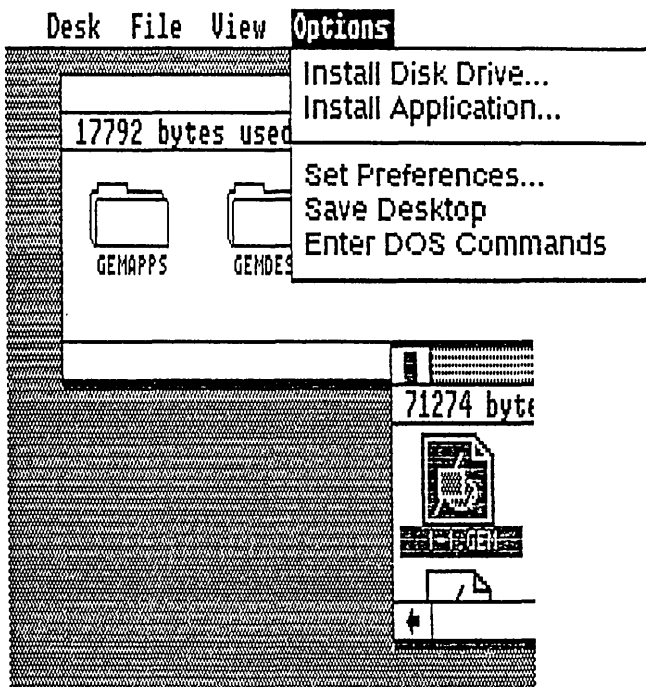 Desk File View Options
Install Disk Drive...
Install Application...
17792 bytes used
Set Preferences...
Save Desktop
Enter DOS Commands
GEMAPPS GEMDES
71274 byte